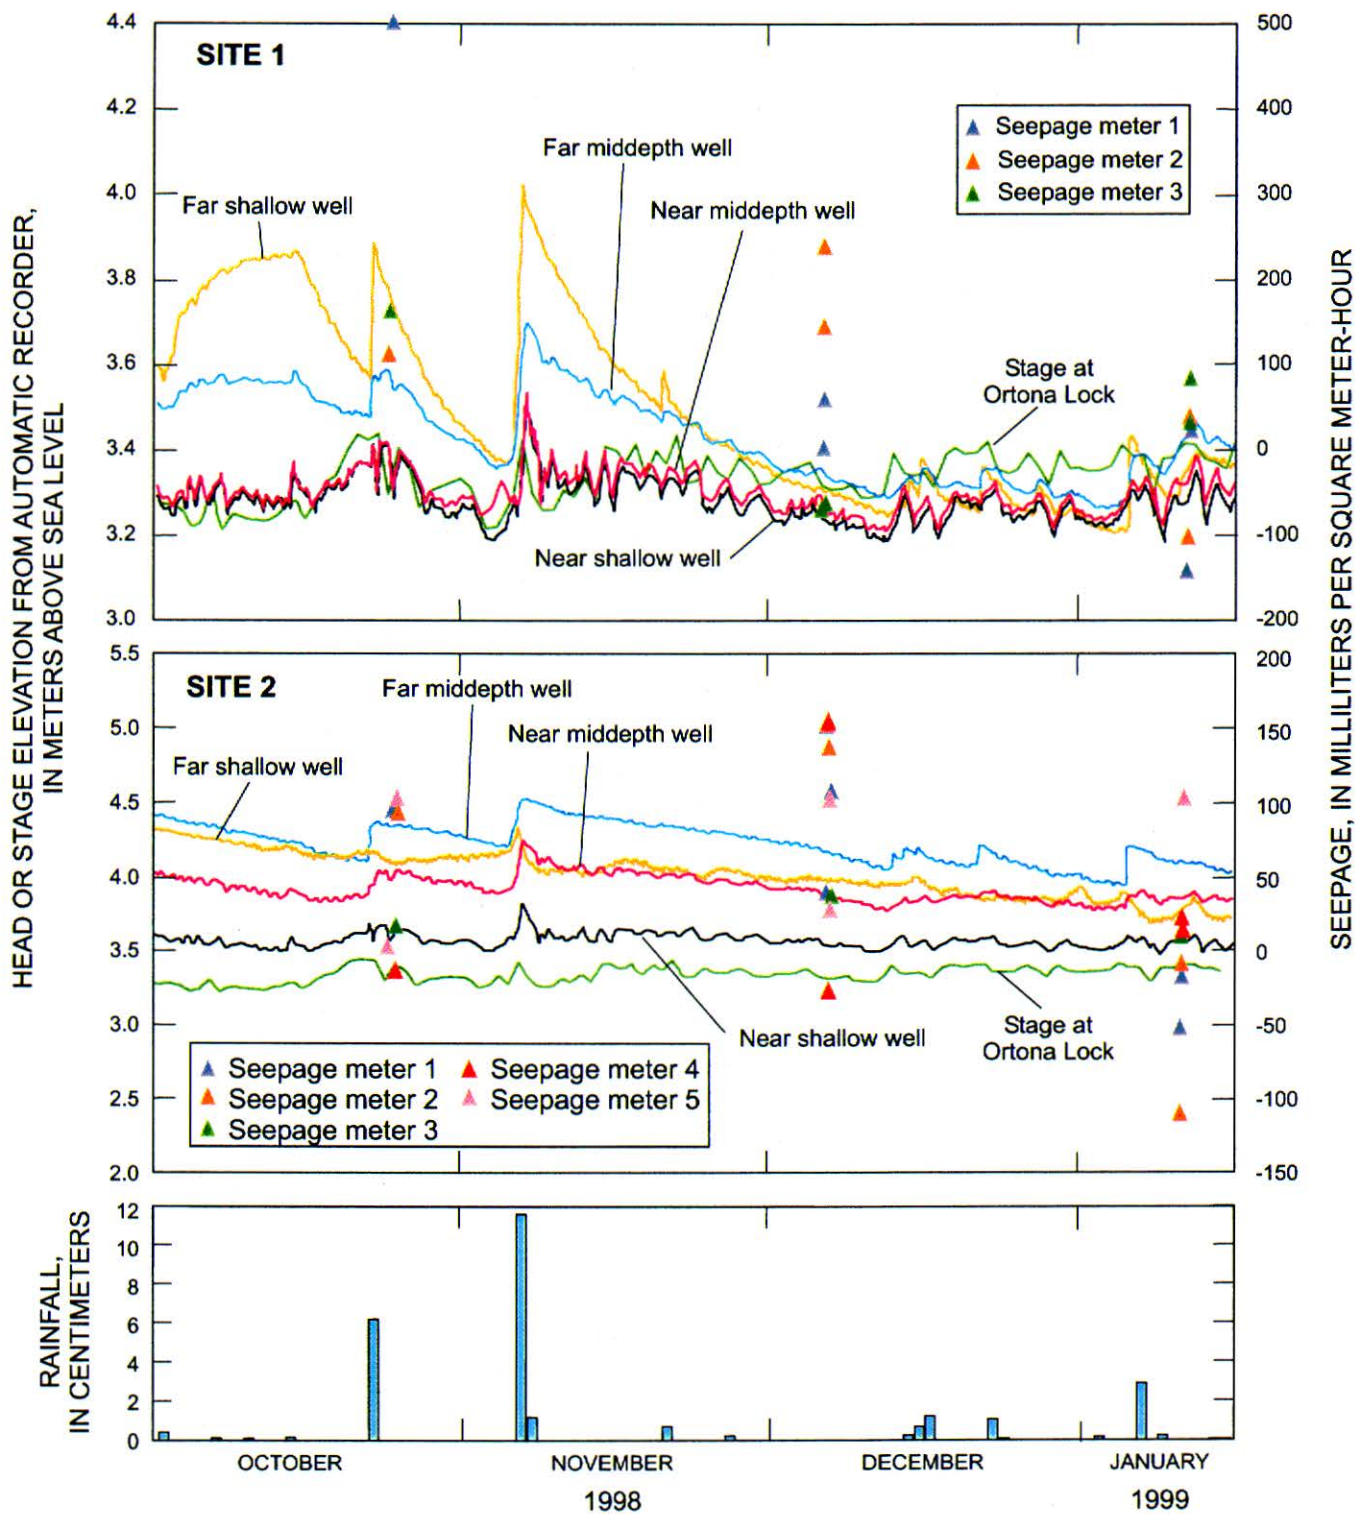 HEAD OR STAGE ELEVATION FROM AUTOMATIC RECORDER,
IN METERS ABOVE SEA LEVEL
SEEPAGE, IN MILLILITERS PER SQUARE METER-HOUR
4.4
4.2
4.0
3.8
3.6
3.4
3.2
3.0
SITE 1
Far middepth well
Far shallow well
Near middepth well
Seepage meter 1
Seepage meter 2
Seepage meter 3
Stage at
Ortona Lock
Near shallow well
500
400
300
200
100
0
-100
-200
5.5
5.0
4.5
4.0
3.5
3.0
2.5
2.0
SITE 2
Far middepth well
Near middepth well
Far shallow well
Near shallow well
Stage at
Ortona Lock
Seepage meter 1
Seepage meter 2
Seepage meter 3
Seepage meter 4
Seepage meter 5
200
150
100
50
0
-50
-100
-150
RAINFALL,
IN CENTIMETERS
12
10
8
6
4
2
0
OCTOBER NOVEMBER DECEMBER JANUARY
1998 1999